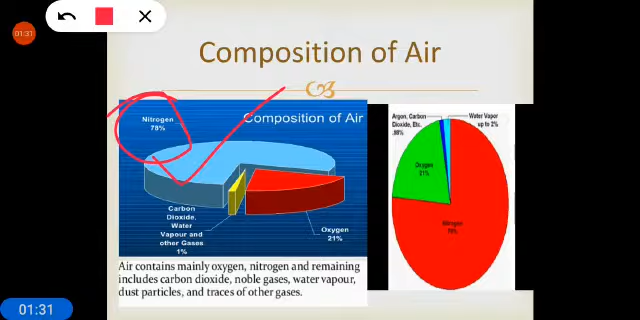 01:31
Composition of Air
Composition of Air
Nitrogen
78%
Carbon
Dioxide,
Water
Vapour and
other Gases
1%
Oxygen
21%
Air contains mainly oxygen, nitrogen and remaining
includes carbon dioxide, noble gases, water vapour,
dust particles, and traces of other gases.
Argon, Carbon
Dioxide, Etc.
.98%
Water Vapor
up to 2%
Oxygen
21%
Nitrogen
78%
01:31